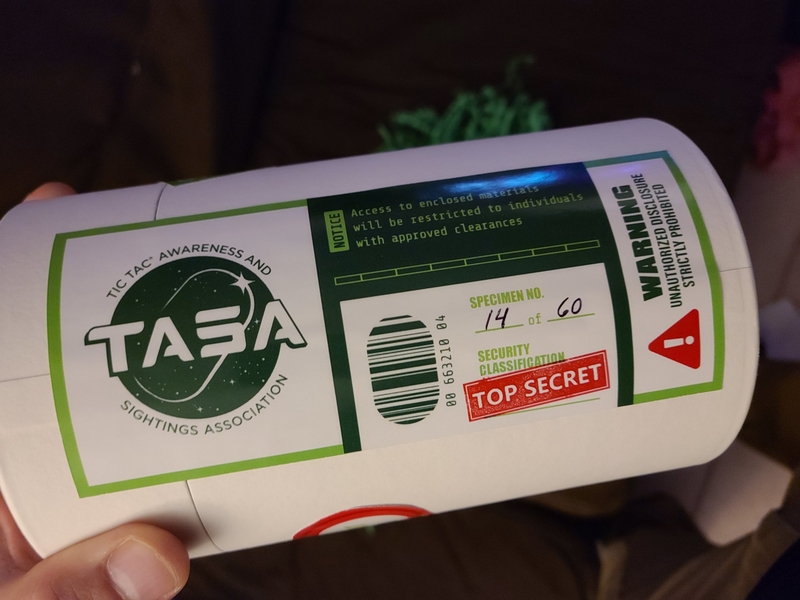 TIC TAC® AWARENESS AND
TASA
SIGHTINGS ASSOCIATION
NOTICE
Access to enclosed materials
will be restricted to individuals
with approved clearances
00 663210 04
SPECIMEN NO.
14 of 60
SECURITY
CLASSIFICATION
TOP SECRET
WARNING
UNAUTHORIZED DISCLOSURE
STRICTLY PROHIBITED
!